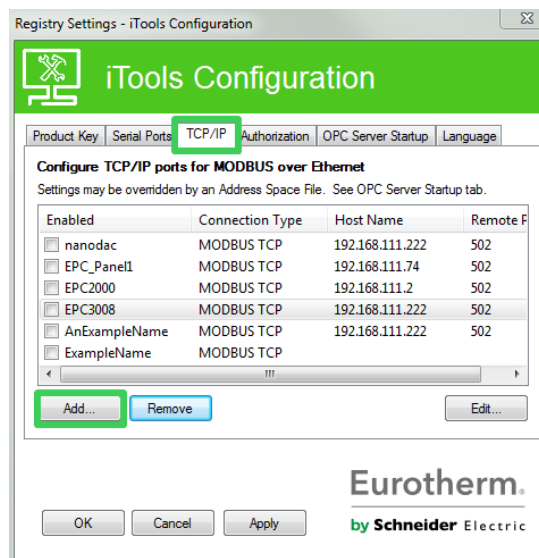 Registry Settings - iTools Configuration
iTools Configuration
Product Key Serial Ports TCP/IP Authorization OPC Server Startup Language
Configure TCP/IP ports for MODBUS over Ethernet
Settings may be overridden by an Address Space File. See OPC Server Startup tab.
Enabled Connection Type Host Name Remote P
nanodac MODBUS TCP 192.168.111.222 502
EPC_Panel1 MODBUS TCP 192.168.111.74 502
EPC2000 MODBUS TCP 192.168.111.2 502
EPC3008 MODBUS TCP 192.168.111.222 502
AnExampleName MODBUS TCP 192.168.111.222 502
ExampleName MODBUS TCP
Add... Remove Edit...
Eurotherm®
OK Cancel Apply by Schneider Electric